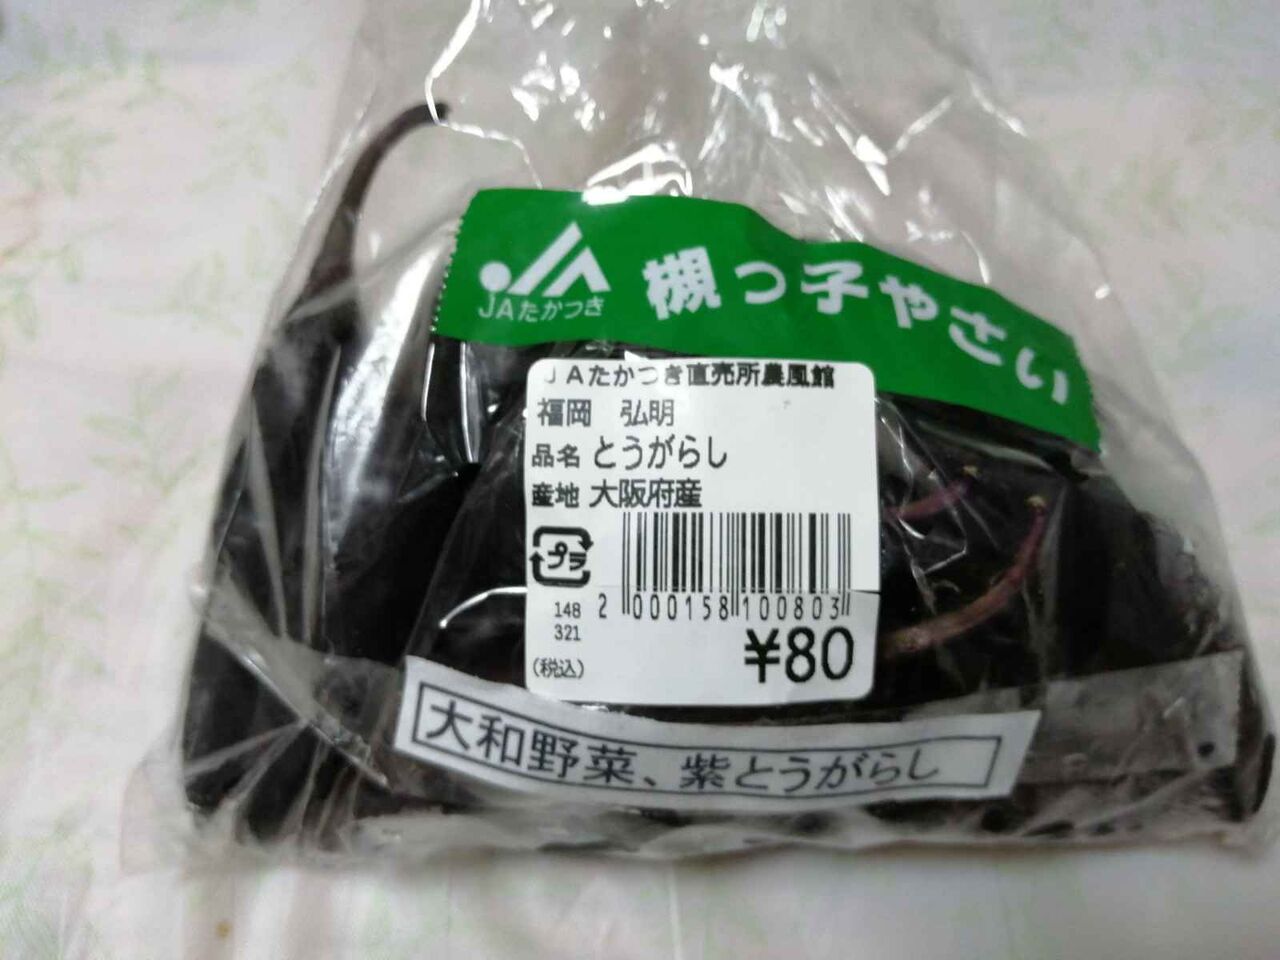 JAたかつき
槻っ子やさい
JAたかつき直売所農風館
福岡 弘明
品名 とうがらし
産地 大阪府産
プラ
148
321
2 000158 100803
(税込)
¥80
大和野菜、紫とうがらし